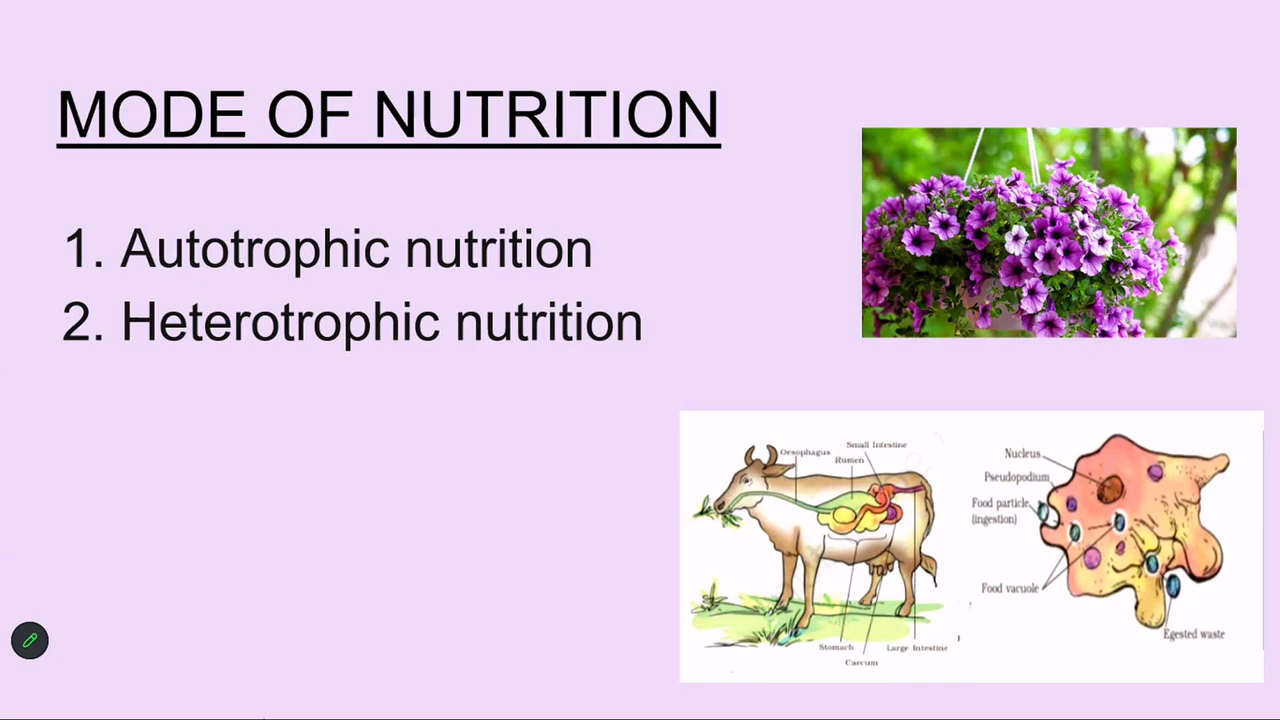 MODE OF NUTRITION
1. Autotrophic nutrition
2. Heterotrophic nutrition
Small Intestine
Oesophagus
Rumen
Stomach
Large Intestine
Caecum
Nucleus
Pseudopodium
Food particle
(ingestion)
Food vacuole
Egested waste